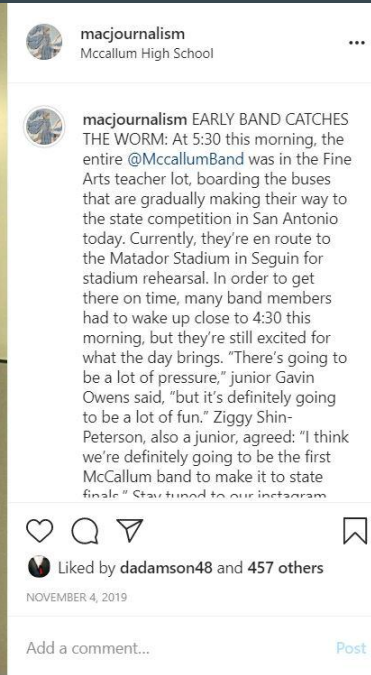 macjournalism
Mccallum High School
macjournalism EARLY BAND CATCHES
THE WORM: At 5:30 this morning, the
entire @MccallumBand was in the Fine
Arts teacher lot, boarding the buses
that are gradually making their way to
the state competition in San Antonio
today. Currently, they're en route to
the Matador Stadium in Seguin for
stadium rehearsal. In order to get
there on time, many band members
had to wake up close to 4:30 this
morning, but they're still excited for
what the day brings. “There's going to
be a lot of pressure,” junior Gavin
Owens said, “but it's definitely going
to be a lot of fun.” Ziggy Shin-
Peterson, also a junior, agreed: “I think
we're definitely going to be the first
McCallum band to make it to state
finals.” Stay tuned to our instagram
Liked by dadamson48 and 457 others
NOVEMBER 4, 2019
Add a comment...
Post